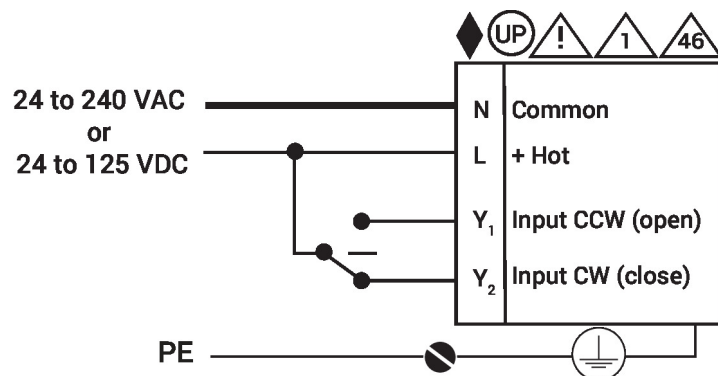 UP ! 1 46
24 to 240 VAC
or
24 to 125 VDC
N Common
L + Hot
Y₁ Input CCW (open)
Y₂ Input CW (close)
PE